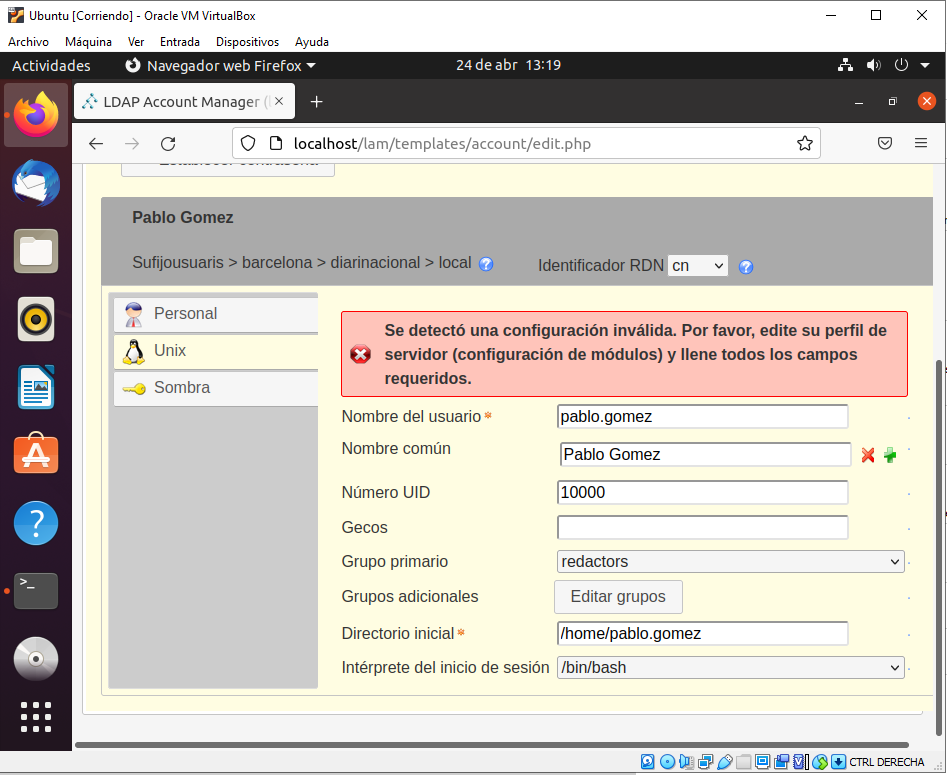 Ubuntu [Corriendo] - Oracle VM VirtualBox
Archivo Máquina Ver Entrada Dispositivos Ayuda
Actividades Navegador web Firefox 24 de abr 13:19
LDAP Account Manager (
localhost/lam/templates/account/edit.php
Establecer contraseña
Pablo Gomez
Sufijousuaris > barcelona > diarinacional > local Identificador RDN cn
Personal
Unix
Sombra
Se detectó una configuración inválida. Por favor, edite su perfil de
servidor (configuración de módulos) y llene todos los campos
requeridos.
Nombre del usuario* pablo.gomez
Nombre común Pablo Gomez
Número UID 10000
Gecos
Grupo primario redactors
Grupos adicionales Editar grupos
Directorio inicial* /home/pablo.gomez
Intérprete del inicio de sesión /bin/bash
CTRL DERECHA